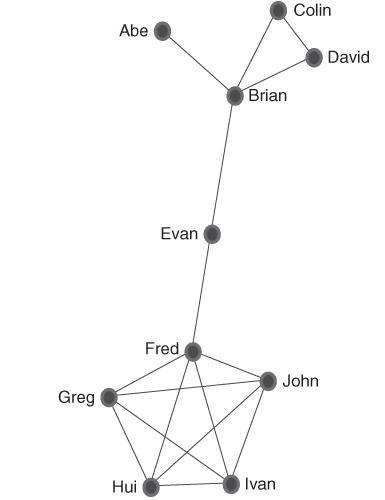 Colin
Abe
David
Brian
Evan
Fred
John
Greg
Hui
Ivan